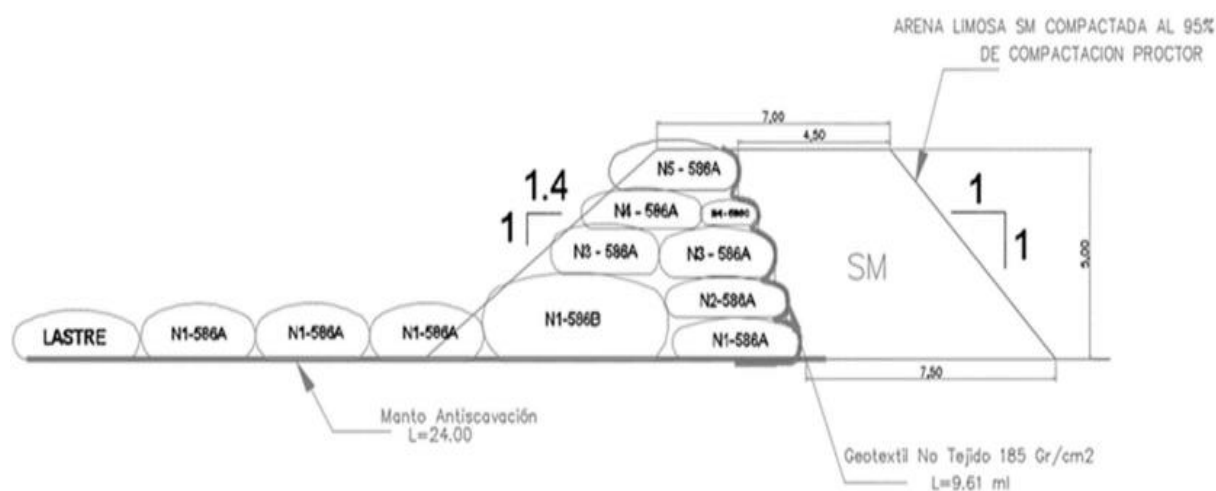 ARENA LIMOSA SM COMPACTADA AL 95%
DE COMPACTACION PROCTOR
7,00
4,50
N5 - 586A
1.4
1
N4 - 586A
1
1
N3 - 586A
N3 - 586A
SM
5,00
N2-586A
LASTRE
N1-586A
N1-586A
N1-586A
N1-586B
N1-586A
7,50
Manto Antiscavación
L=24.00
Geotextil No Tejido 185 Gr/cm2
L=9.61 ml